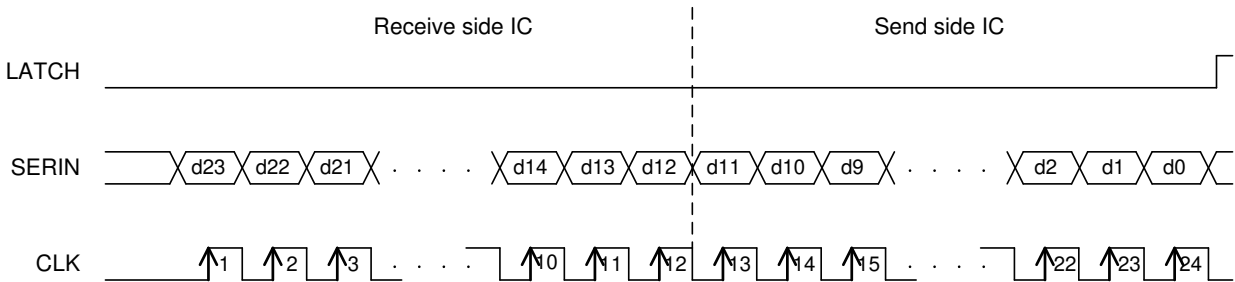 Receive side IC Send side IC
LATCH
SERIN d23 d22 d21 . . . . d14 d13 d12 d11 d10 d9 . . . . d2 d1 d0
CLK 1 2 3 . . . . 10 11 12 13 14 15 . . . . 22 23 24